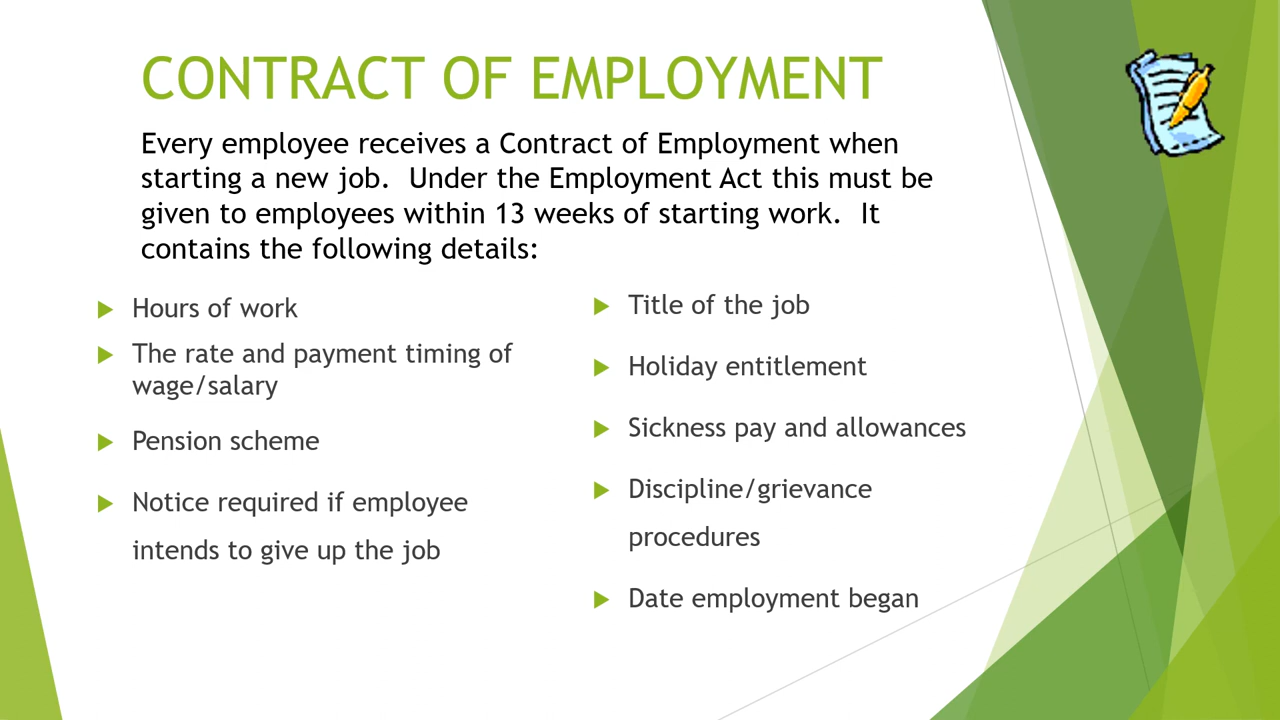 CONTRACT OF EMPLOYMENT
Every employee receives a Contract of Employment when
starting a new job.  Under the Employment Act this must be
given to employees within 13 weeks of starting work.  It
contains the following details:
Hours of work
The rate and payment timing of
wage/salary
Pension scheme
Notice required if employee
intends to give up the job
Title of the job
Holiday entitlement
Sickness pay and allowances
Discipline/grievance
procedures
Date employment began